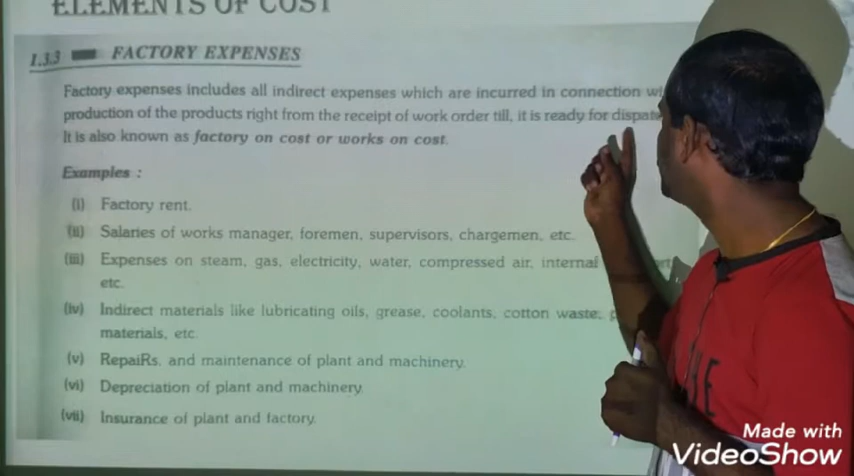 ELEMENTS OF COST
1.3.3 FACTORY EXPENSES
Factory expenses includes all indirect expenses which are incurred in connection
production of the products right from the receipt of work order till, it is ready for
It is also known as factory on cost or works on cost.
Examples :
(i) Factory rent.
(ii) Salaries of works manager, foremen, supervisors, chargemen, etc.
(iii) Expenses on steam, gas, electricity, water, compressed air, internal
etc.
(iv) Indirect materials like lubricating oils, grease, coolants, cotton waste,
materials, etc.
(v) RepaiRs. and maintenance of plant and machinery.
(vi) Depreciation of plant and machinery
(vii) Insurance of plant and factory.
Made with
VideoShow